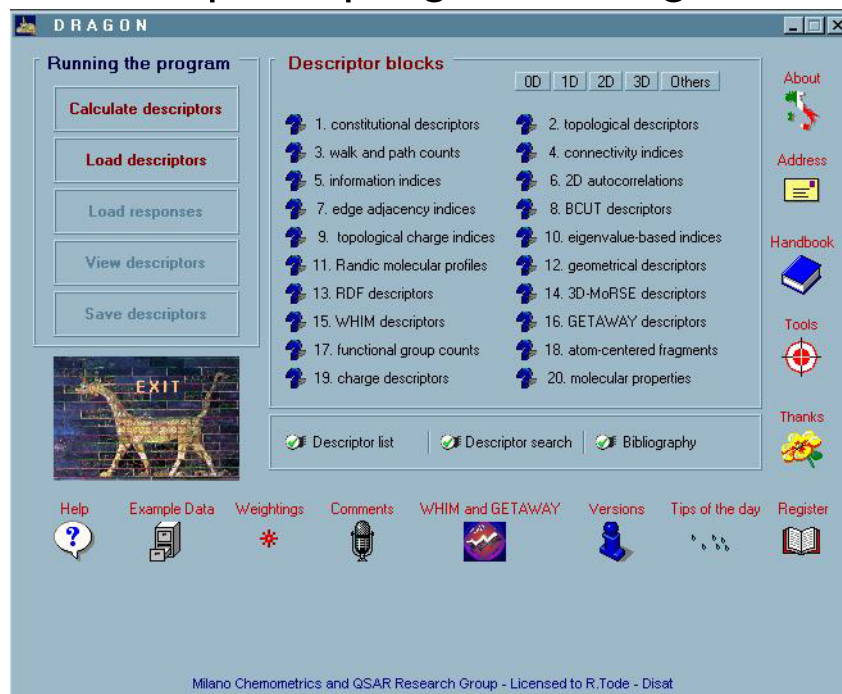 DRAGON
Running the program
Calculate descriptors
Load descriptors
Load responses
View descriptors
Save descriptors
EXIT
Descriptor blocks
0D 1D 2D 3D Others
1. constitutional descriptors
2. topological descriptors
3. walk and path counts
4. connectivity indices
5. information indices
6. 2D autocorrelations
7. edge adjacency indices
8. BCUT descriptors
9. topological charge indices
10. eigenvalue-based indices
11. Randic molecular profiles
12. geometrical descriptors
13. RDF descriptors
14. 3D-MoRSE descriptors
15. WHIM descriptors
16. GETAWAY descriptors
17. functional group counts
18. atom-centered fragments
19. charge descriptors
20. molecular properties
Descriptor list
Descriptor search
Bibliography
About
Address
Handbook
Tools
Thanks
Help
Example Data
Weightings
Comments
WHIM and GETAWAY
Versions
Tips of the day
Register
Milano Chemometrics and QSAR Research Group - Licensed to R.Tode - Disat